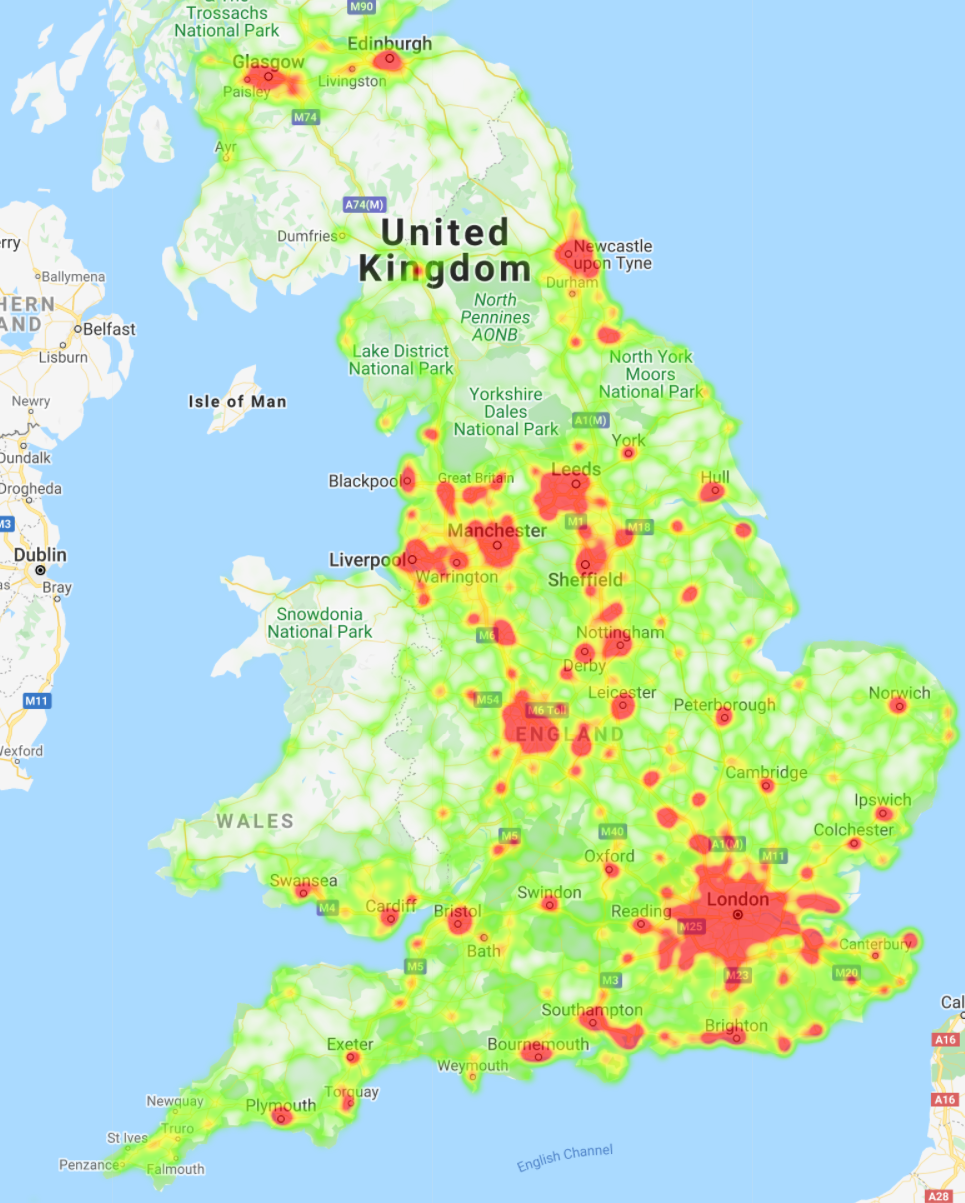 Trossachs
National Park
M90
Edinburgh
Glasgow
Paisley
Livingston
M74
Ayr
A74(M)
Dumfries
United
Kingdom
Newcastle
upon Tyne
Durham
rry
Ballymena
HERN
AND
Belfast
Lisburn
North
Pennines
AONB
Lake District
National Park
North York
Moors
National Park
Newry
Isle of Man
Yorkshire
Dales
National Park
A1(M)
York
Dundalk
Drogheda
Blackpool
Great Britain
Leeds
Hull
M3
Manchester
M1
M18
Dublin
Liverpool
Warrington
Sheffield
as
Bray
Snowdonia
National Park
M6
Nottingham
Derby
M11
M54
M6 Toll
Leicester
Peterborough
Norwich
ENGLAND
Wexford
Cambridge
WALES
Ipswich
Colchester
M5
M40
A1(M)
M11
Oxford
Swansea
Swindon
London
M4
Cardiff
Bristol
Reading
M25
Bath
Canterbury
M5
M23
M20
M3
Southampton
Cal
Brighton
Exeter
Bournemouth
A16
Weymouth
Torquay
Newquay
Plymouth
A16
Truro
St Ives
Penzance
Falmouth
English Channel
A28